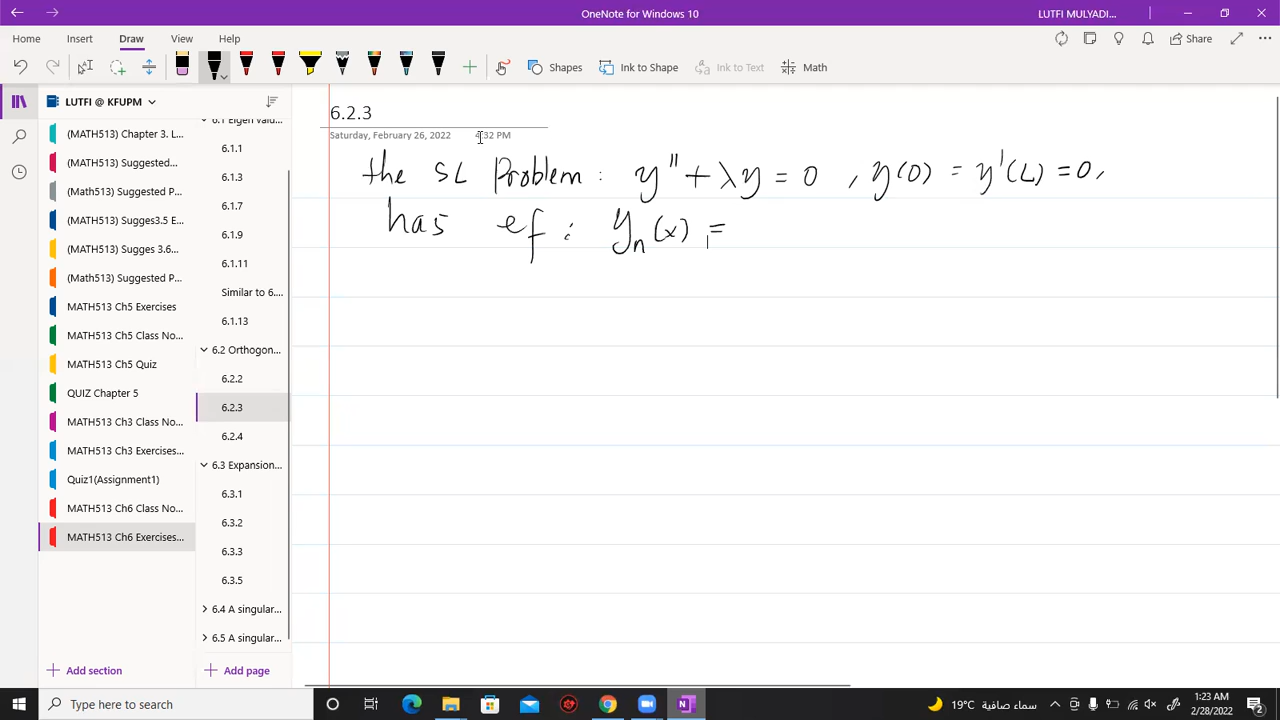 OneNote for Windows 10
LUTFI MULYADI...
Home Insert Draw View Help
Share
Shapes Ink to Shape Ink to Text Math
LUTFI @ KFUPM
(MATH513) Chapter 3. L...
(MATH513) Suggested...
(Math513) Suggested P...
(MATH513) Sugges3.5 E...
(MATH513) Sugges 3.6...
(Math513) Suggested P...
MATH513 Ch5 Exercises
MATH513 Ch5 Class No...
MATH513 Ch5 Quiz
QUIZ Chapter 5
MATH513 Ch3 Class No...
MATH513 Ch3 Exercises...
Quiz1(Assignment1)
MATH513 Ch6 Class No...
MATH513 Ch6 Exercises...
Add section
6.1 Eigen valu...
6.1.1
6.1.3
6.1.7
6.1.9
6.1.11
Similar to 6....
6.1.13
6.2 Orthogon...
6.2.2
6.2.3
6.2.4
6.3 Expansion...
6.3.1
6.3.2
6.3.3
6.3.5
6.4 A singular...
6.5 A singular...
Add page
6.2.3
Saturday, February 26, 2022 4:32 PM
the SL Problem : y'' + λy = 0 , y(0) = y'(L) = 0,
has ef : yn(x) =
Type here to search
19°C سماء صافية
1:23 AM
2/28/2022